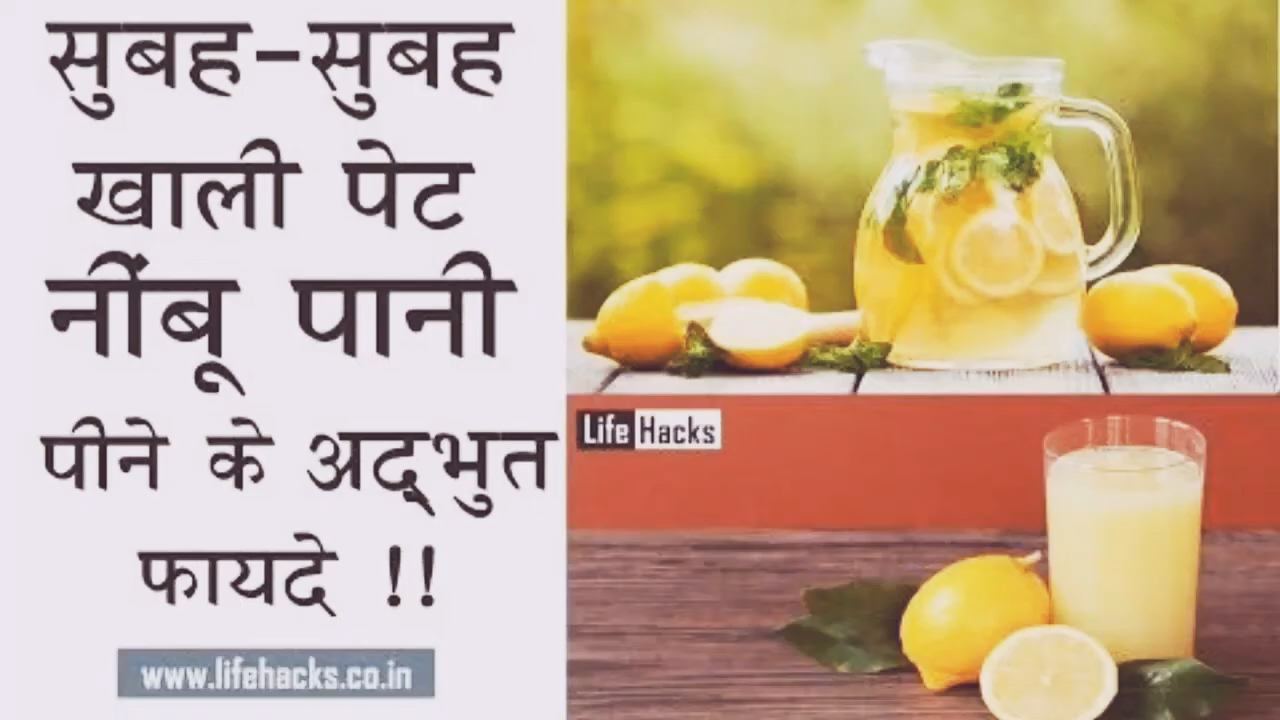 सुबह-सुबह
खाली पेट
नींबू पानी
पीने के अद्भुत
फायदे !!
www.lifehacks.co.in
Life Hacks